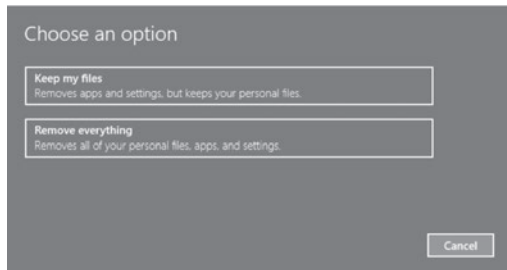 Choose an option
Keep my files
Removes apps and settings, but keeps your personal files.
Remove everything
Removes all of your personal files, apps, and settings.
Cancel